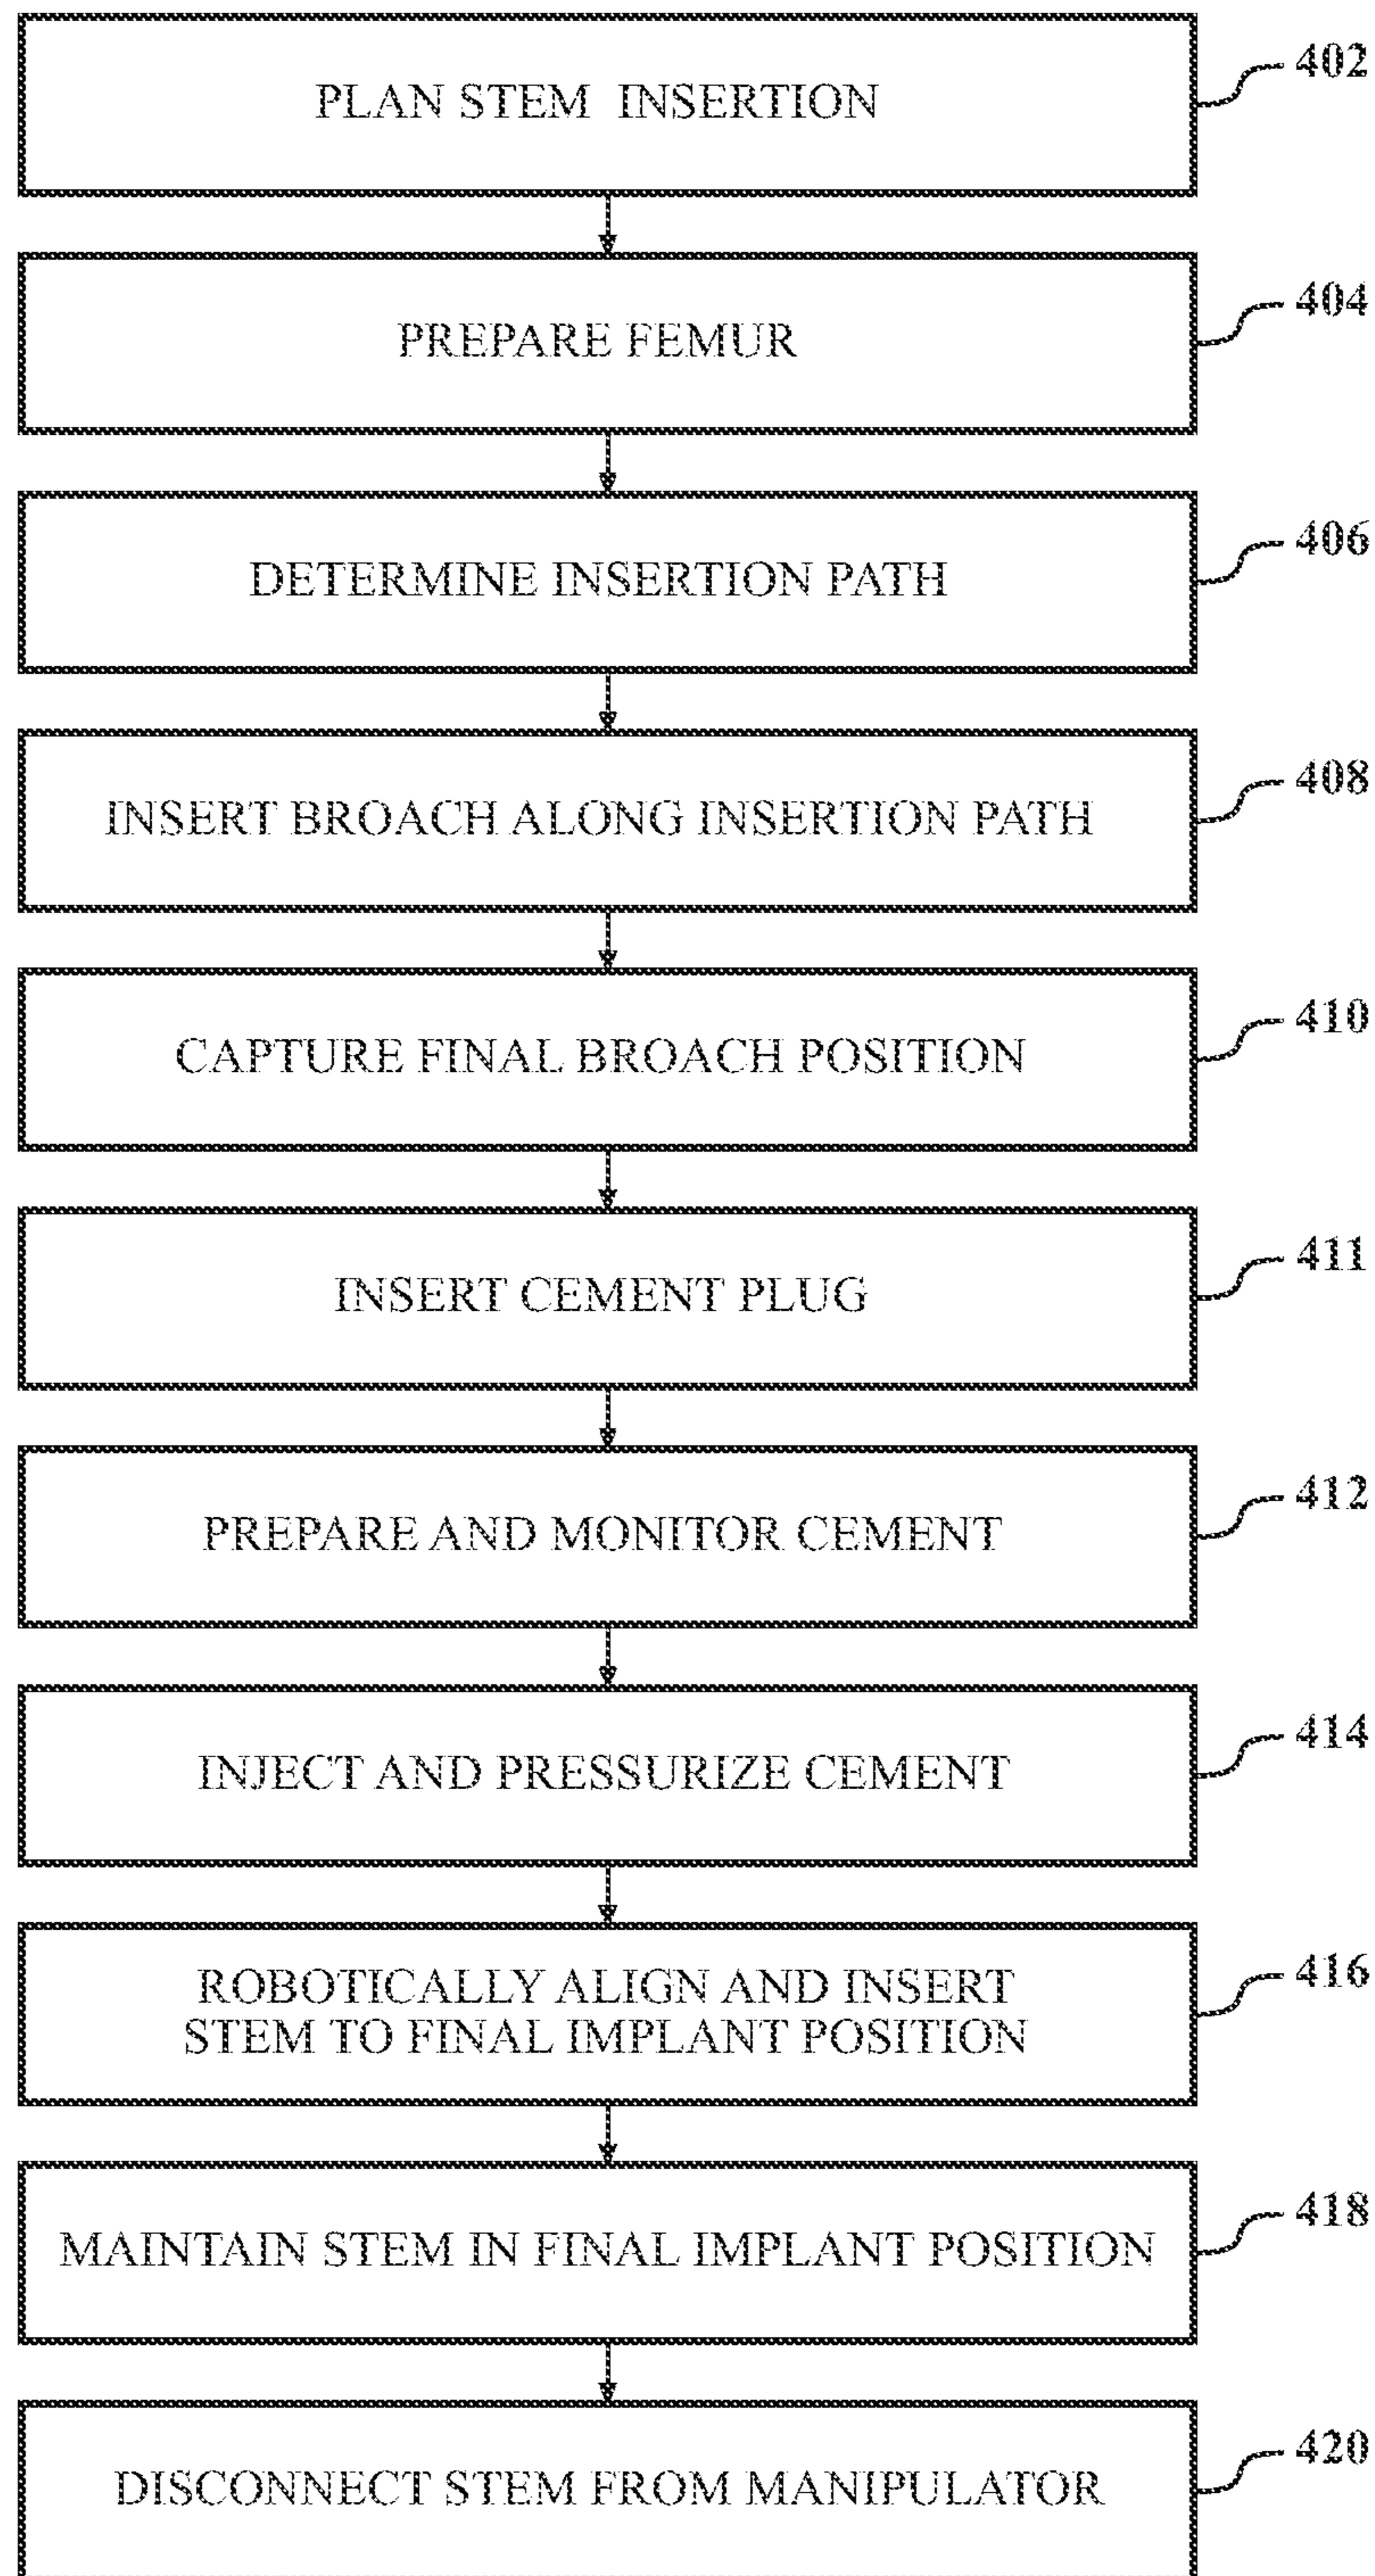 PLAN STEM INSERTION
402
PREPARE FEMUR
404
DETERMINE INSERTION PATH
406
INSERT BROACH ALONG INSERTION PATH
408
CAPTURE FINAL BROACH POSITION
410
INSERT CEMENT PLUG
411
PREPARE AND MONITOR CEMENT
412
INJECT AND PRESSURIZE CEMENT
414
ROBOTICALLY ALIGN AND INSERT
STEM TO FINAL IMPLANT POSITION
416
MAINTAIN STEM IN FINAL IMPLANT POSITION
418
DISCONNECT STEM FROM MANIPULATOR
420